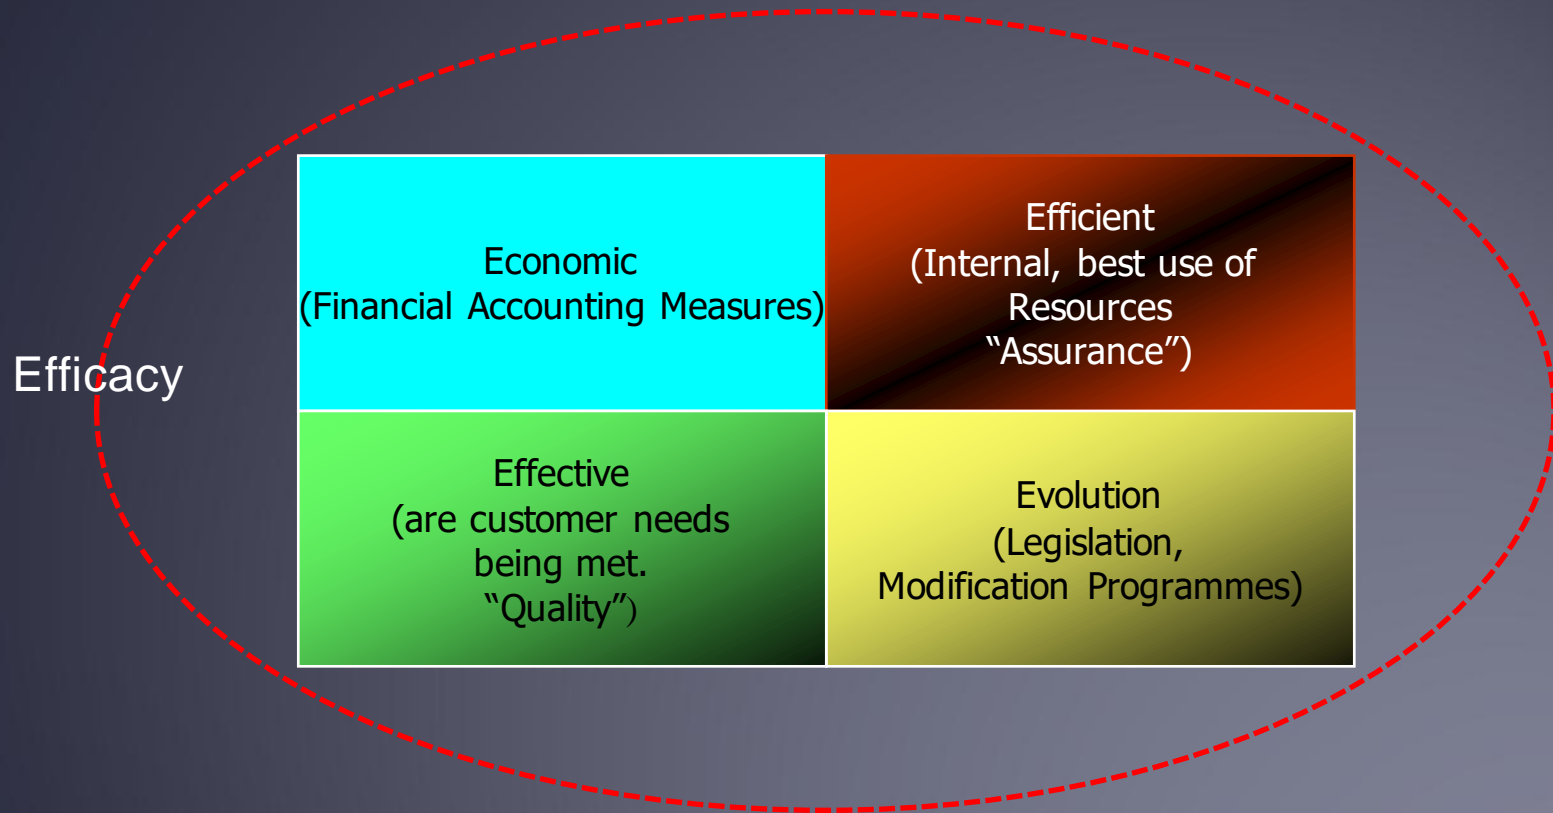 Efficacy
Economic
(Financial Accounting Measures)
Efficient
(Internal, best use of
Resources
“Assurance”)
Effective
(are customer needs
being met.
“Quality”)
Evolution
(Legislation,
Modification Programmes)